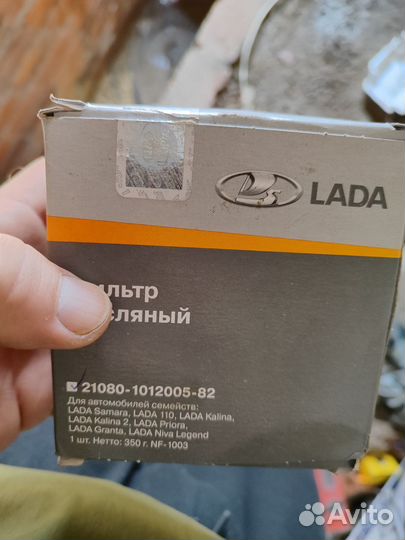 LADA
льтр
сляный
21080-1012005-82
Для автомобилей семейств:
LADA Samara, LADA 110, LADA Kalina,
LADA Kalina 2, LADA Priora,
LADA Granta, LADA Niva Legend
1 шт. Нетто: 350 г. NF-1003
Avito